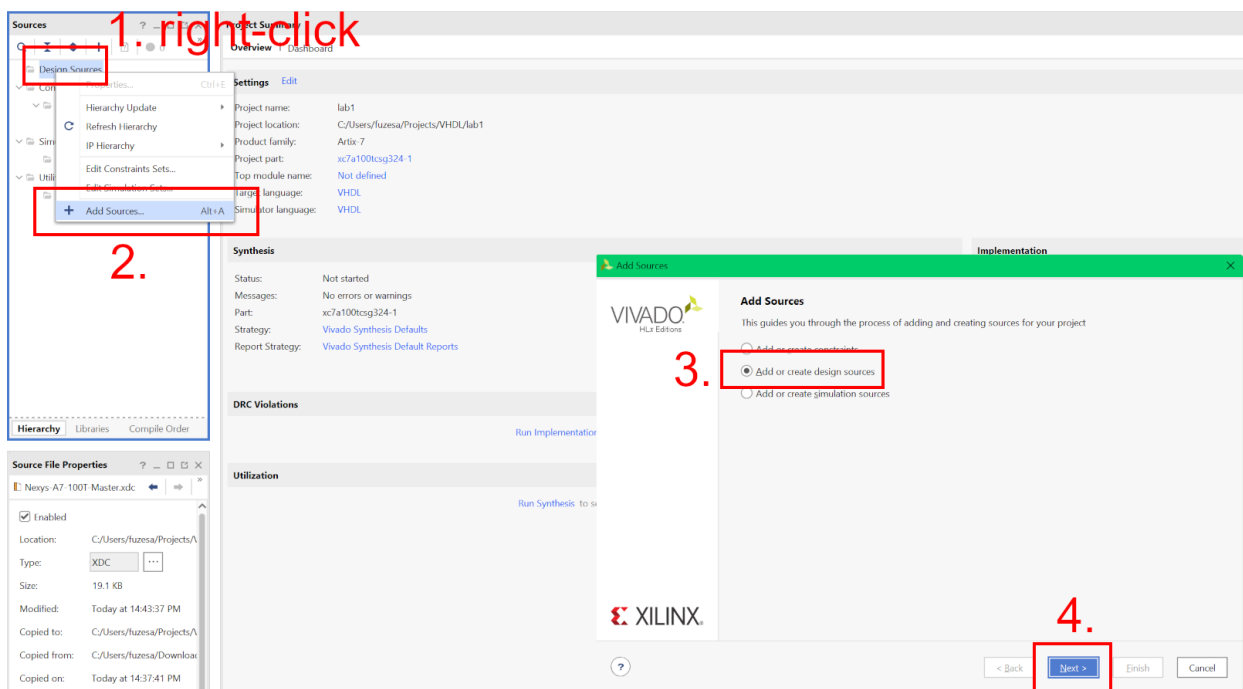 1. right-click
Sources
Project Summary
Overview
Dashboard
Design Sources
Con
Properties...
Ctrl+E
Hierarchy Update
Refresh Hierarchy
IP Hierarchy
Sim
Edit Constraints Sets...
Utili
Edit Simulation Sets...
Add Sources...
Alt+A
2.
Settings
Edit
Project name:
lab1
Project location:
C:/Users/fuzesa/Projects/VHDL/lab1
Product family:
Artix-7
Project part:
xc7a100tcsg324-1
Top module name:
Not defined
Target language:
VHDL
Simulator language:
VHDL
Synthesis
Implementation
Status:
Not started
Messages:
No errors or warnings
Part:
xc7a100tcsg324-1
Strategy:
Vivado Synthesis Defaults
Report Strategy:
Vivado Synthesis Default Reports
DRC Violations
Run Implementation
Utilization
Run Synthesis to se
Hierarchy
Libraries
Compile Order
Source File Properties
Nexys-A7-100T-Master.xdc
Enabled
Location:
C:/Users/fuzesa/Projects/V
Type:
XDC
Size:
19.1 KB
Modified:
Today at 14:43:37 PM
Copied to:
C:/Users/fuzesa/Projects/V
Copied from:
C:/Users/fuzesa/Downloac
Copied on:
Today at 14:37:41 PM
Add Sources
VIVADO
HLx Editions
Add Sources
This guides you through the process of adding and creating sources for your project
Add or create constraints
3.
Add or create design sources
Add or create simulation sources
XILINX
4.
?
< Back
Next >
Finish
Cancel